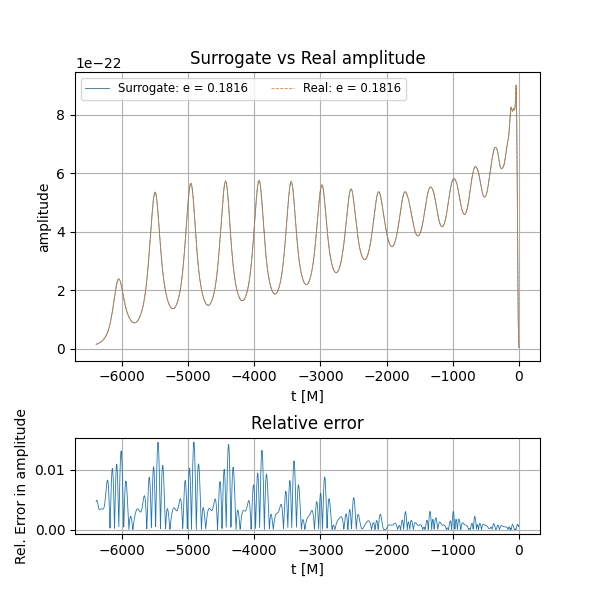 Surrogate vs Real amplitude
1e−22
Surrogate: e = 0.1816 Real: e = 0.1816
8
6
4
2
0
amplitude
−6000 −5000 −4000 −3000 −2000 −1000 0
t [M]
Relative error
0.01
0.00
Rel. Error in amplitude
−6000 −5000 −4000 −3000 −2000 −1000 0
t [M]